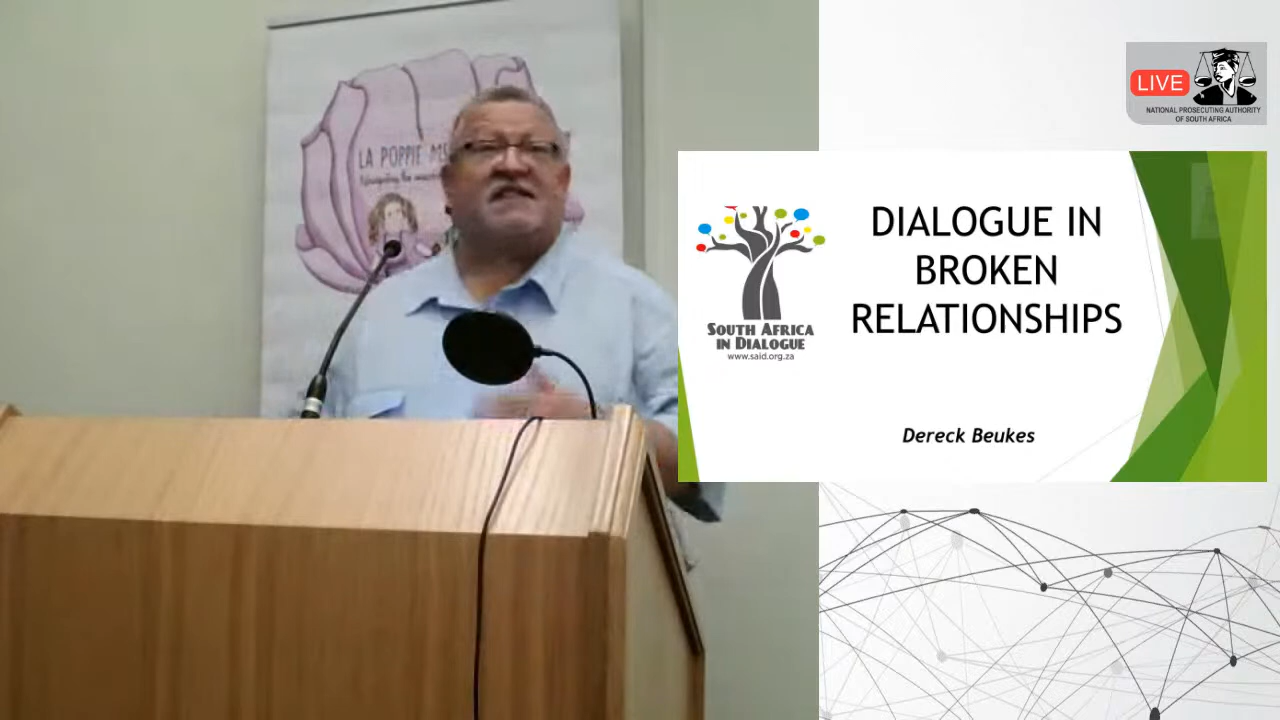 LA POPPIE
LIVE
NATIONAL PROSECUTING AUTHORITY
OF SOUTH AFRICA
DIALOGUE IN
BROKEN
RELATIONSHIPS
SOUTH AFRICA
IN DIALOGUE
www.said.org.za
Dereck Beukes